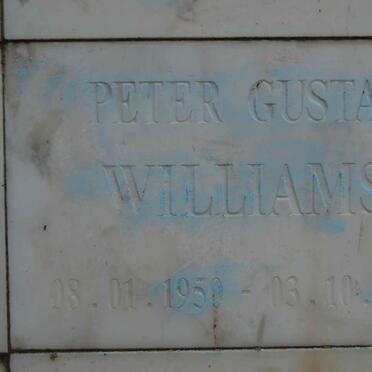 PETER GUSTA
WILLIAMS
08.01.1950 - 03.10.